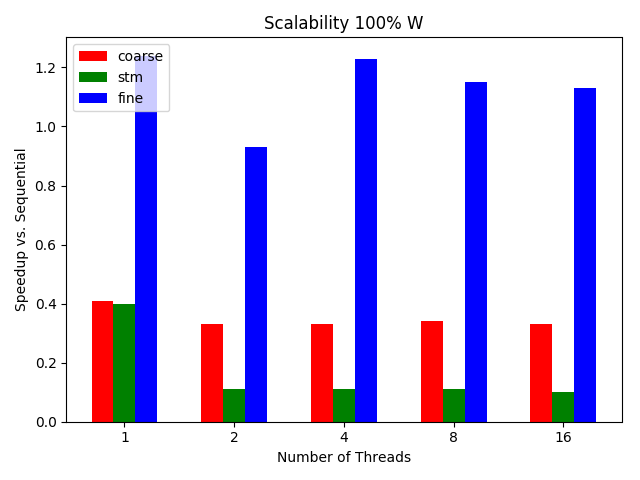 Scalability 100% W
coarse
stm
fine
Speedup vs. Sequential
1.2
1.0
0.8
0.6
0.4
0.2
0.0
1 2 4 8 16
Number of Threads